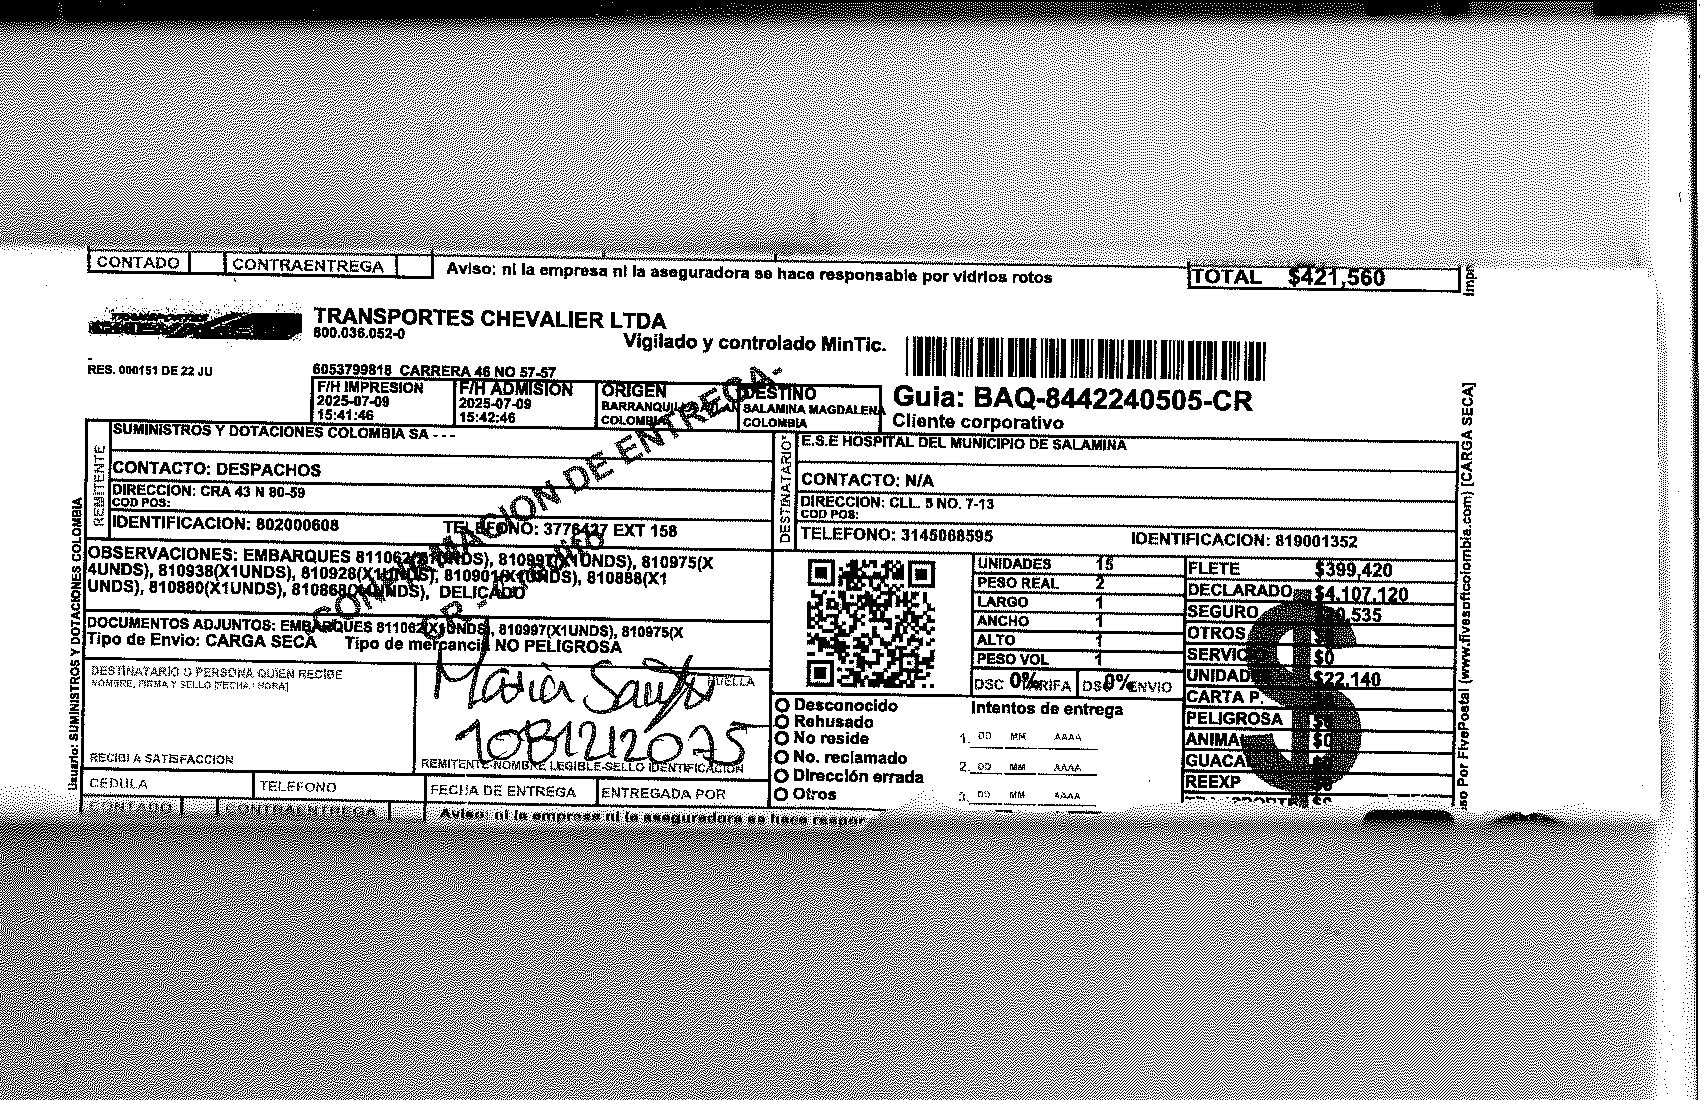 CONTADO CONTRAENTREGA Aviso: ni la empresa ni la aseguradora se hace responsable por vidrios rotos TOTAL $421,560
TRANSPORTES CHEVALIER LTDA
800.036.052-0
Vigilado y controlado MinTic.
RES. 000151 DE 22 JU
6053799818 CARRERA 46 NO 57-57
F/H IMPRESION
2025-07-09
15:41:46
F/H ADMISION
2025-07-09
15:42:46
ORIGEN
COLOMBIA
DESTINO
SALAMINA MAGDALENA
COLOMBIA
Guia: BAQ-8442240505-CR
Cliente corporativo
CONFIRMACION DE ENTREGA-
REMITENTE
SUMINISTROS Y DOTACIONES COLOMBIA SA - - -
CONTACTO: DESPACHOS
DIRECCION: CRA 43 N 80-59
COD POS:
IDENTIFICACION: 802000608 TELEFONO: 3776427 EXT 158
DESTINATARIO
E.S.E HOSPITAL DEL MUNICIPIO DE SALAMINA
CONTACTO: N/A
DIRECCION: CLL. 5 NO. 7-13
COD POS:
TELEFONO: 3145068595 IDENTIFICACION: 819001352
OBSERVACIONES: EMBARQUES 811062(X1UNDS), 810997(X1UNDS), 810975(X
4UNDS), 810938(X1UNDS), 810928(X1UNDS), 810901(X1UNDS), 810888(X1
UNDS), 810880(X1UNDS), DELICADO
DOCUMENTOS ADJUNTOS: EMBARQUES 811062(X1UNDS), 810997(X1UNDS), 810975(X
Tipo de Envio: CARGA SECA Tipo de mercancia NO PELIGROSA
DESTINATARIO O PERSONA QUIEN RECIBE
NOMBRE, FIRMA Y SELLO [FECHA / HORA]
RECIBI A SATISFACCION
HUELLA
Maria
REMITENTE-NOMBRE LEGIBLE-SELLO IDENTIFICACION
CEDULA TELEFONO FECHA DE ENTREGA ENTREGADA POR
UNIDADES 15
PESO REAL 2
LARGO 1
ANCHO 1
ALTO 1
PESO VOL 1
DSC 0% TARIFA DSC 0% ENVIO
Desconocido
Rehusado
No reside
No. reclamado
Dirección errada
Otros
Intentos de entrega
1. DD MM AAAA
2. DD MM AAAA
3. DD MM AAAA
FLETE $399,420
DECLARADO $4,107,120
SEGURO
OTROS
$0
UNIDAD $22,140
CARTA P.
PELIGROSA
$0
REEXP
$
CONTADO CONTRAENTREGA Aviso: ni la empresa ni la aseguradora se hace respor
Usuario: SUMINISTROS Y DOTACIONES COLOMBIA
so Por FivePostal (www.fivesoftcolombia.com) [CARGA SECA]